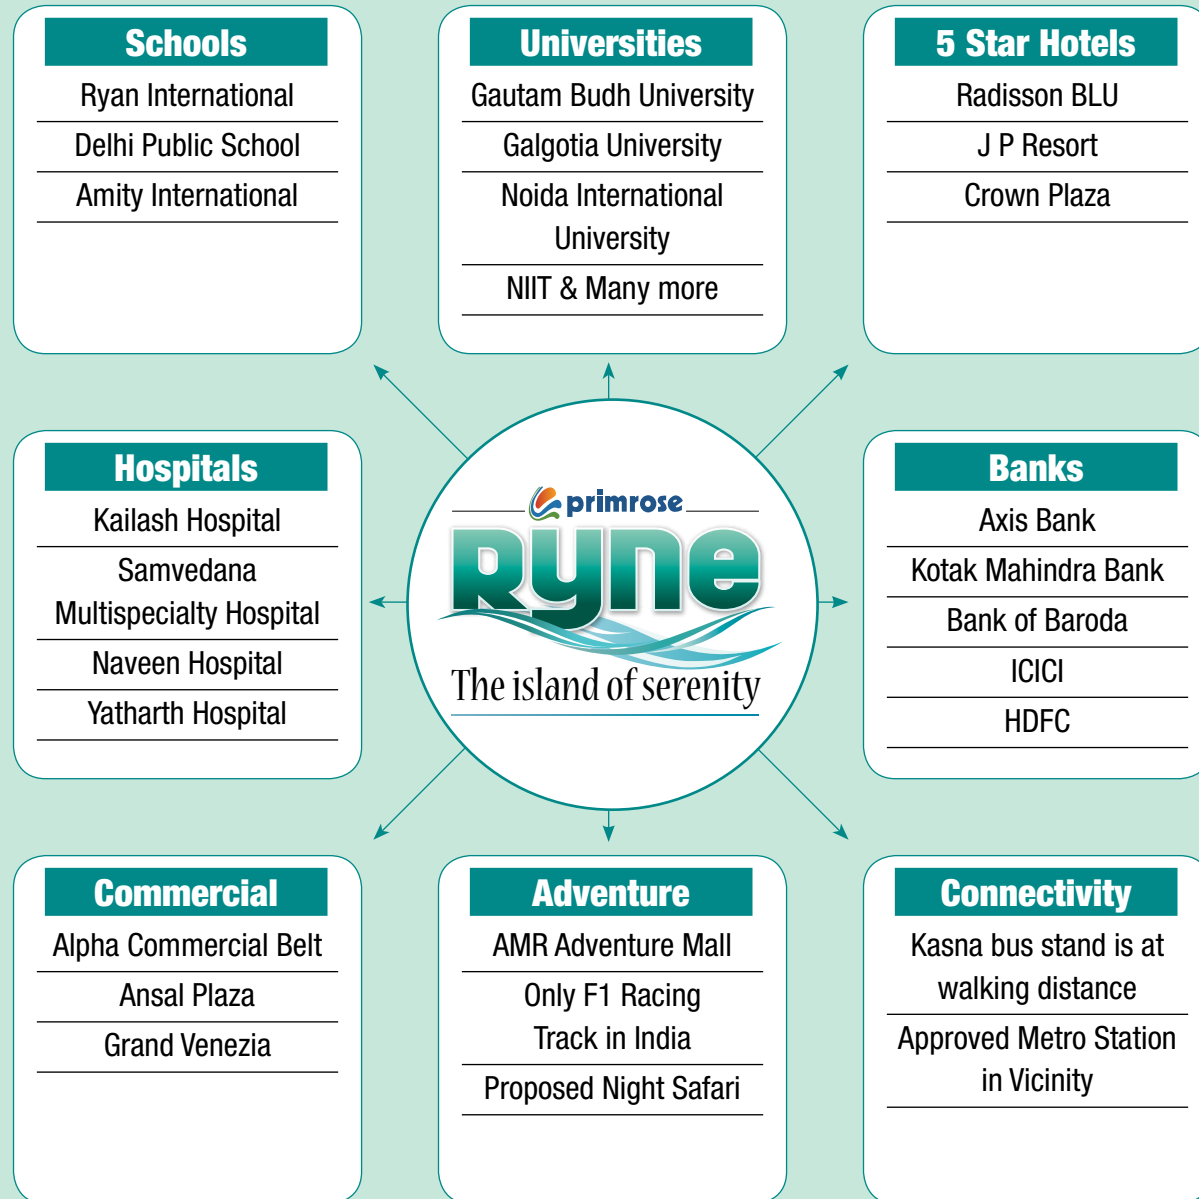 Schools
Ryan International
Delhi Public School
Amity International
Universities
Gautam Budh University
Galgotia University
Noida International
University
NIIT & Many more
5 Star Hotels
Radisson BLU
J P Resort
Crown Plaza
Hospitals
Kailash Hospital
Samvedana
Multispecialty Hospital
Naveen Hospital
Yatharth Hospital
primrose
Ryne
The island of serenity
Banks
Axis Bank
Kotak Mahindra Bank
Bank of Baroda
ICICI
HDFC
Commercial
Alpha Commercial Belt
Ansal Plaza
Grand Venezia
Adventure
AMR Adventure Mall
Only F1 Racing
Track in India
Proposed Night Safari
Connectivity
Kasna bus stand is at
walking distance
Approved Metro Station
in Vicinity